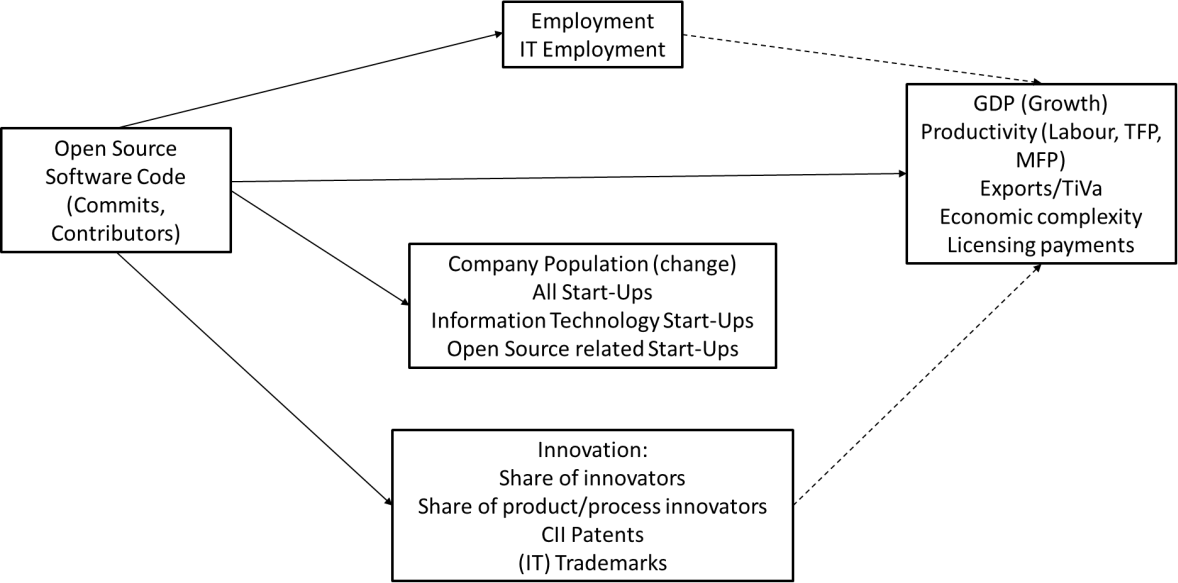 Employment
IT Employment
GDP (Growth)
Productivity (Labour, TFP,
MFP)
Exports/TiVa
Economic complexity
Licensing payments
Open Source
Software Code
(Commits,
Contributors)
Company Population (change)
All Start-Ups
Information Technology Start-Ups
Open Source related Start-Ups
Innovation:
Share of innovators
Share of product/process innovators
CII Patents
(IT) Trademarks